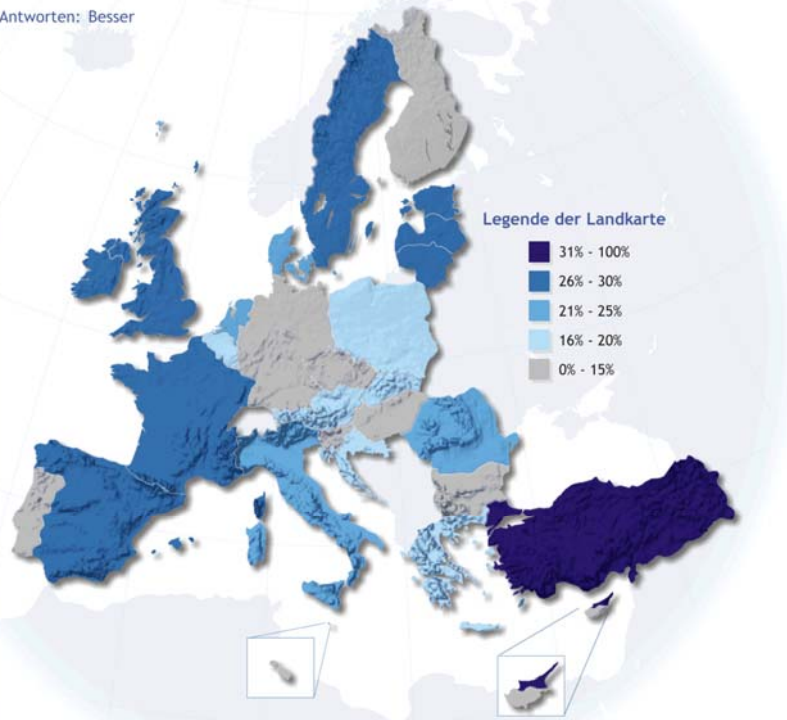 Antworten: Besser
Legende der Landkarte
31% - 100%
26% - 30%
21% - 25%
16% - 20%
0% - 15%